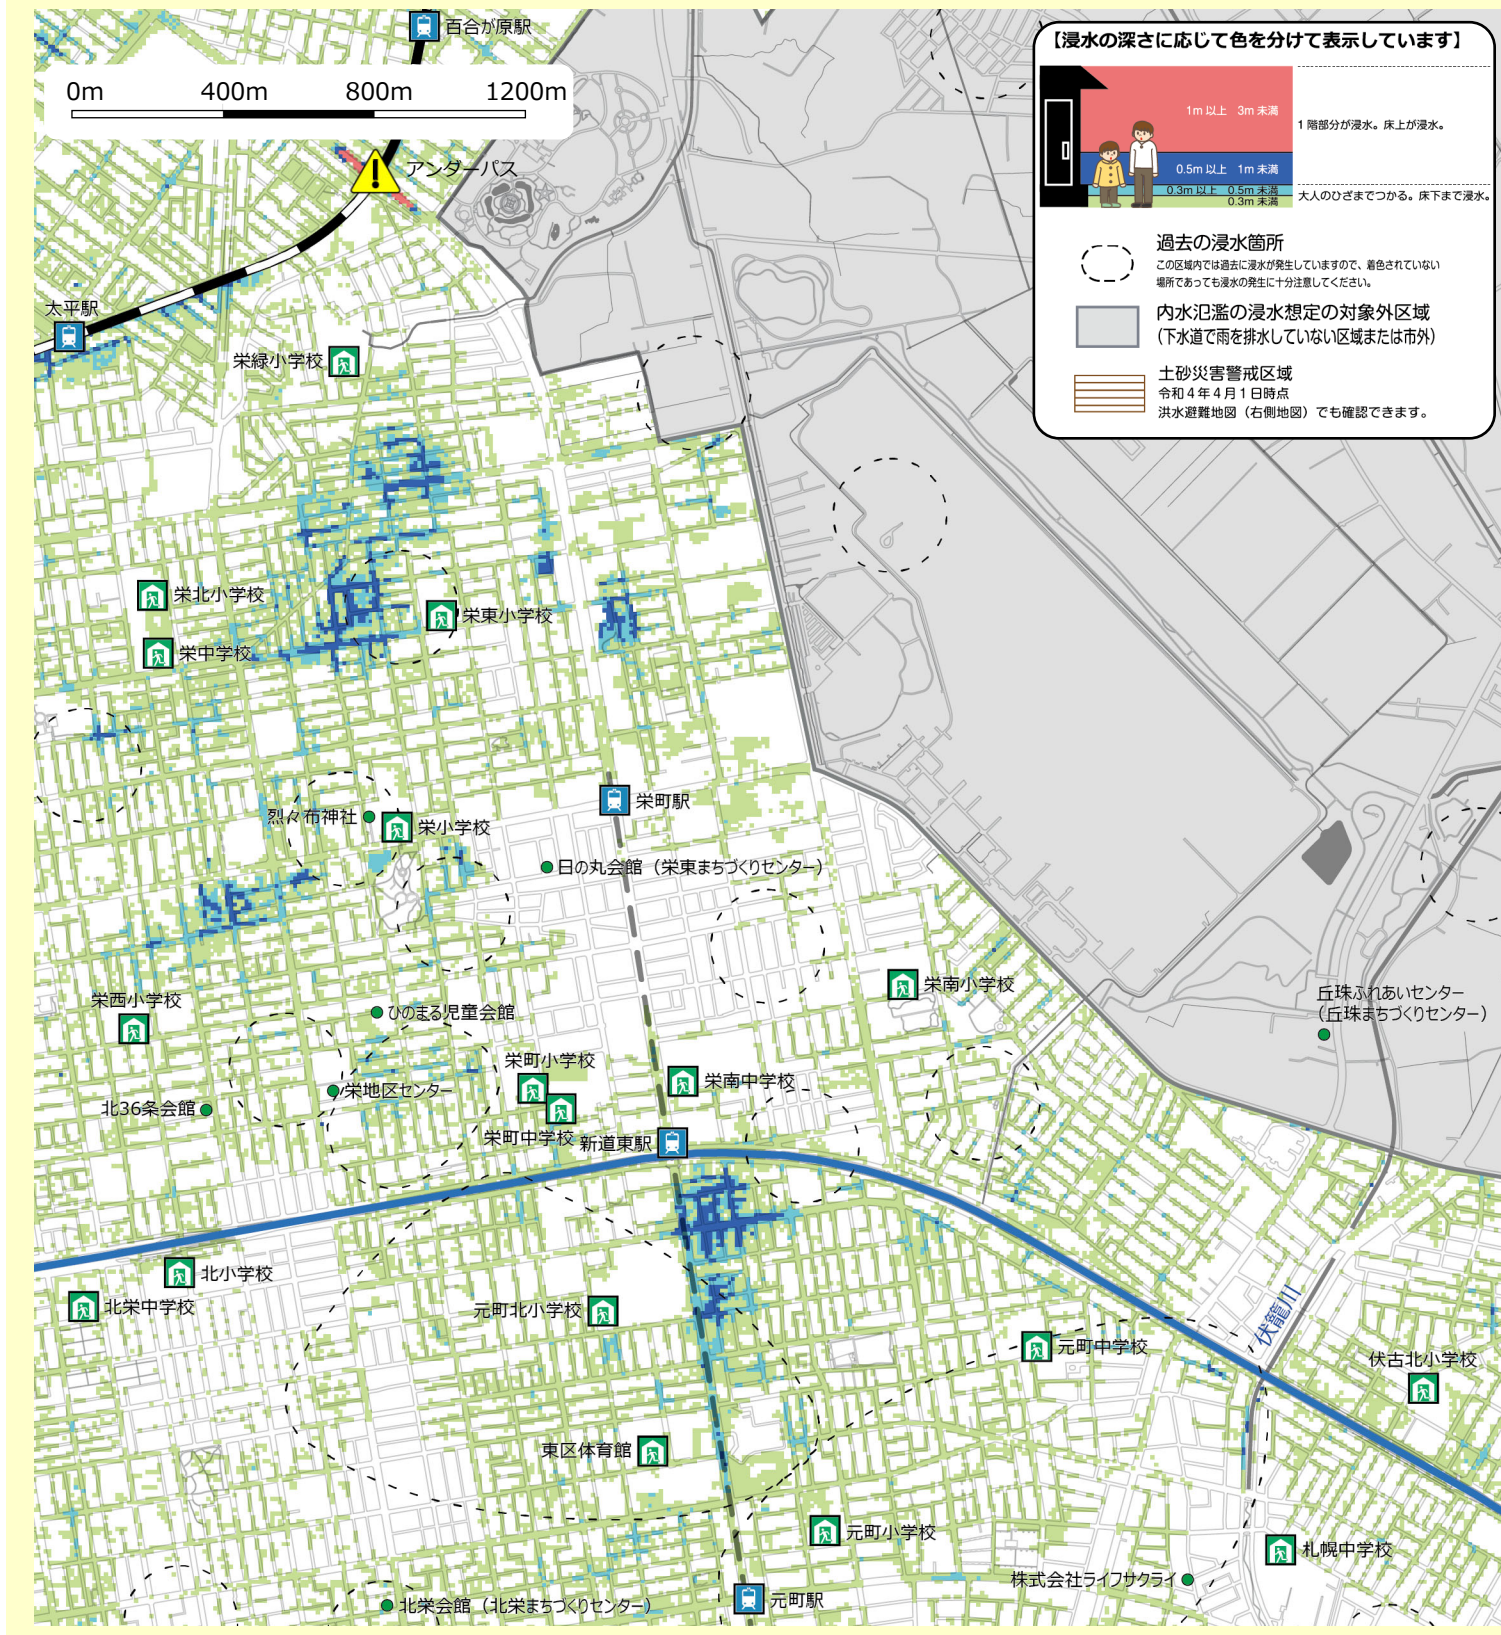 百合が原駅
0m 400m 800m 1200m
アンダーパス
太平駅
栄緑小学校
【浸水の深さに応じて色を分けて表示しています】
1m 以上 3m 未満
1 階部分が浸水。床上が浸水。
0.5m 以上 1m 未満
0.3m 以上 0.5m 未満
0.3m 未満
大人のひざまでつかる。床下まで浸水。
過去の浸水箇所
この区域内では過去に浸水が発生していますので、着色されていない
場所であっても浸水の発生に十分注意してください。
内水氾濫の浸水想定の対象外区域
(下水道で雨を排水していない区域または市外)
土砂災害警戒区域
令和４年４月１日時点
洪水避難地図（右側地図）でも確認できます。
栄北小学校
栄東小学校
栄中学校
栄町駅
烈々布神社
栄小学校
日の丸会館（栄東まちづくりセンター）
栄南小学校
栄西小学校
ひのまる児童会館
丘珠ふれあいセンター
（丘珠まちづくりセンター）
栄町小学校
栄南中学校
栄地区センター
北36条会館
栄町中学校
新道東駅
北小学校
北栄中学校
元町北小学校
伏籠川
元町中学校
伏古北小学校
東区体育館
元町小学校
札幌中学校
株式会社ライフサクライ
元町駅
北栄会館（北栄まちづくりセンター）